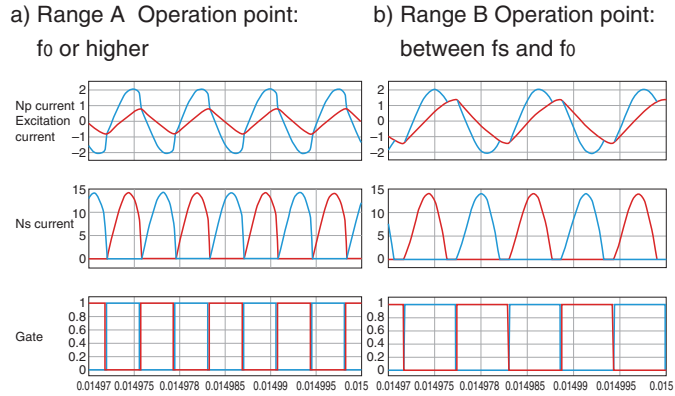 a) Range A Operation point:
f0 or higher
b) Range B Operation point:
between fs and f0
Np current
Excitation
current
2
1
0
−1
−2
2
1
0
−1
−2
Ns current
15
10
5
0
15
10
5
0
Gate
1
0.8
0.6
0.4
0.2
0
1
0.8
0.6
0.4
0.2
0
0.01497 0.014975 0.014978 0.014985 0.01499 0.014995 0.015
0.01497 0.014975 0.014978 0.014985 0.01499 0.014995 0.015